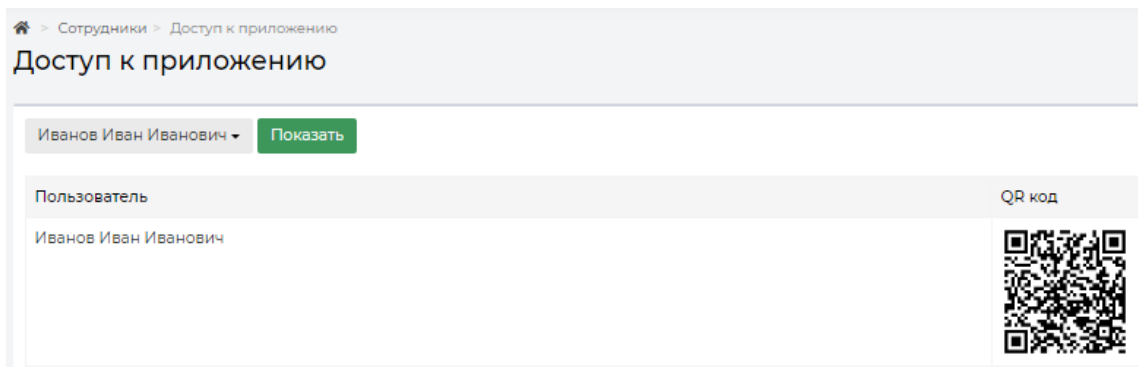 > Сотрудники > Доступ к приложению
Доступ к приложению
Иванов Иван Иванович Показать
Пользователь QR код
Иванов Иван Иванович